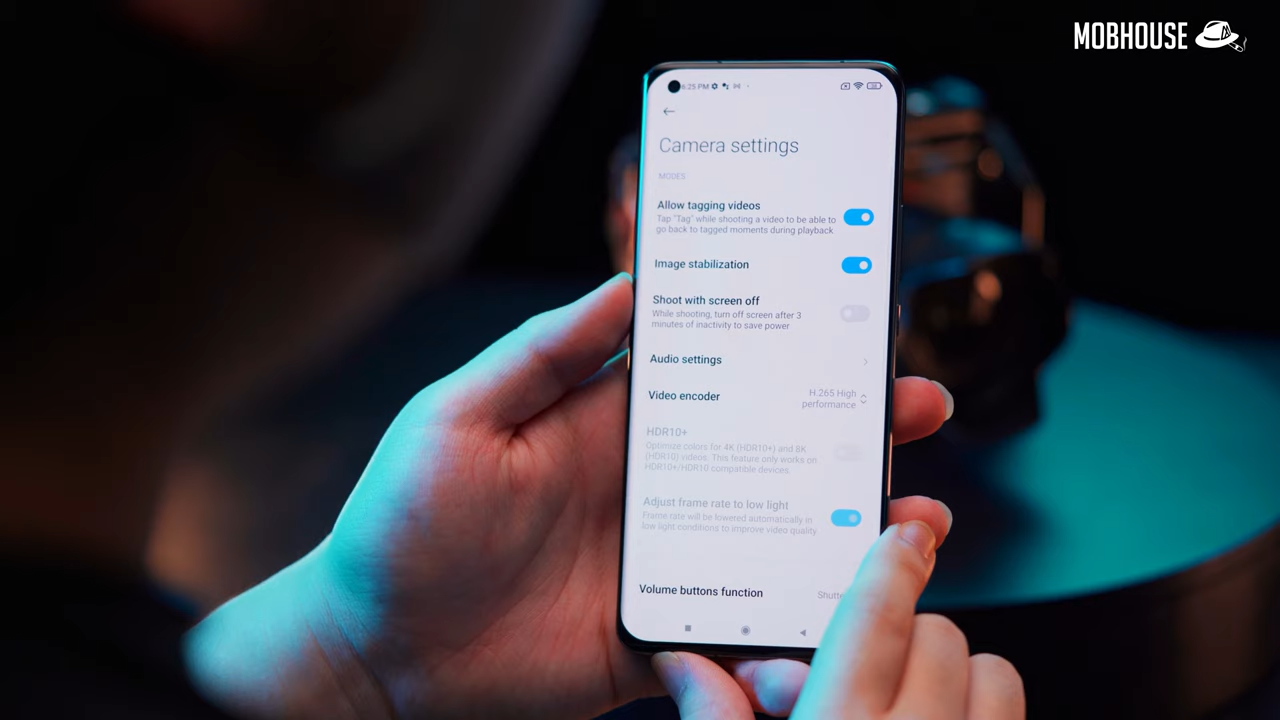 MOBHOUSE
6:25 PM
Camera settings
MODES
Allow tagging videos
Tap "Tag" while shooting a video to be able to
go back to tagged moments during playback
Image stabilization
Shoot with screen off
While shooting, turn off screen after 3
minutes of inactivity to save power
Audio settings
Video encoder
H.265 High
performance
HDR10+
Optimize colors for 4K (HDR10+) and 8K
(HDR10) videos. This feature only works on
HDR10+/HDR10 compatible devices.
Adjust frame rate to low light
Frame rate will be lowered automatically in
low light conditions to improve video quality
Volume buttons function
Shutte